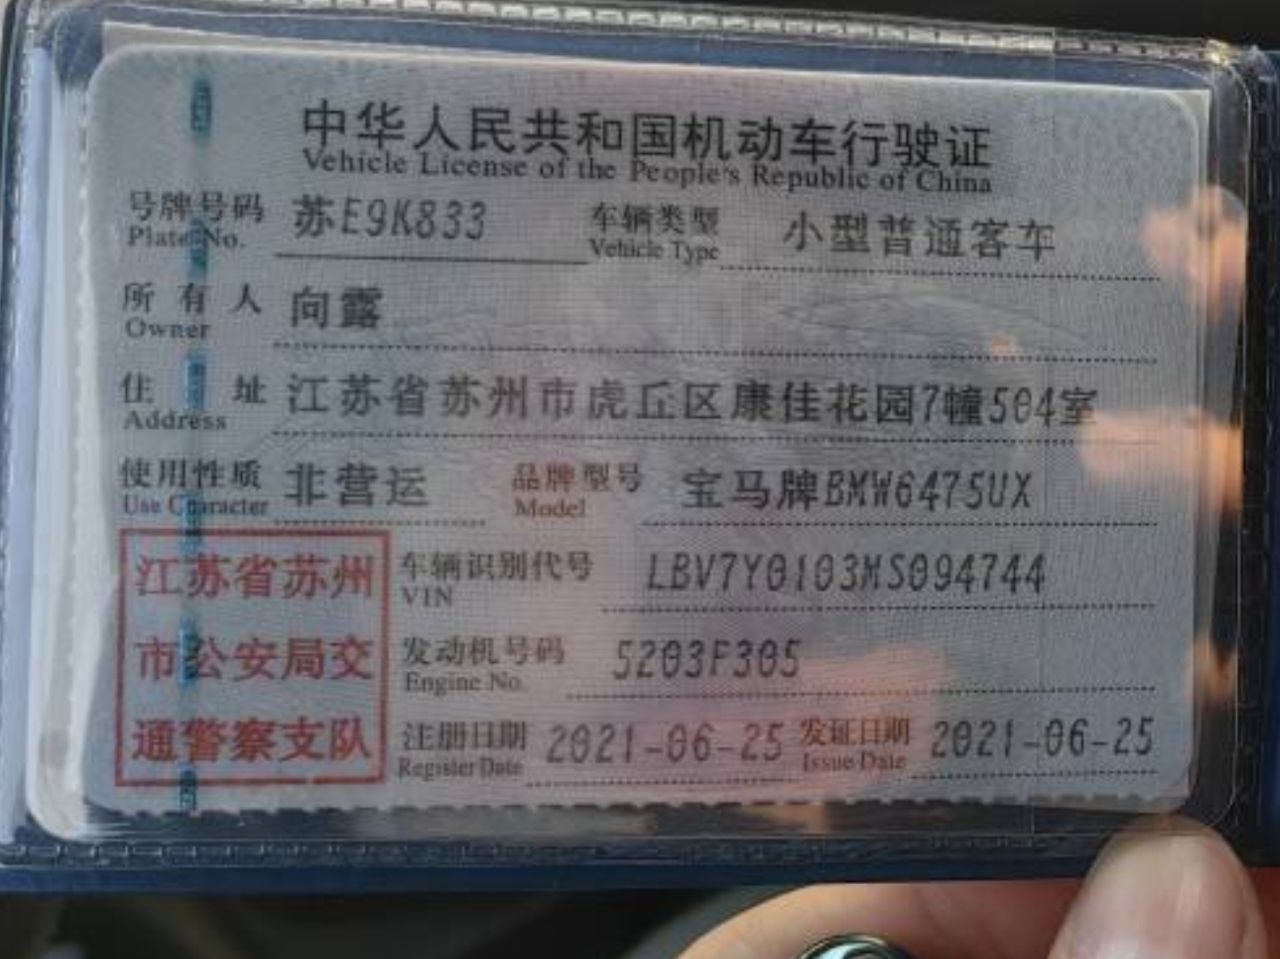 中华人民共和国机动车行驶证
Vehicle License of the People's Republic of China
号牌号码 苏E9K833 车辆类型 小型普通客车
Plate No. Vehicle Type
所有人 向露
Owner
住址 江苏省苏州市虎丘区康佳花园7幢504室
Address
使用性质 非营运 品牌型号 宝马牌BMW6475UX
Use Character Model
江苏省苏州 车辆识别代号 LBV7Y0103MS094744
VIN
市公安局交 发动机号码 5203F305
Engine No.
通警察支队 注册日期 2021-06-25 发证日期 2021-06-25
Register Date Issue Date